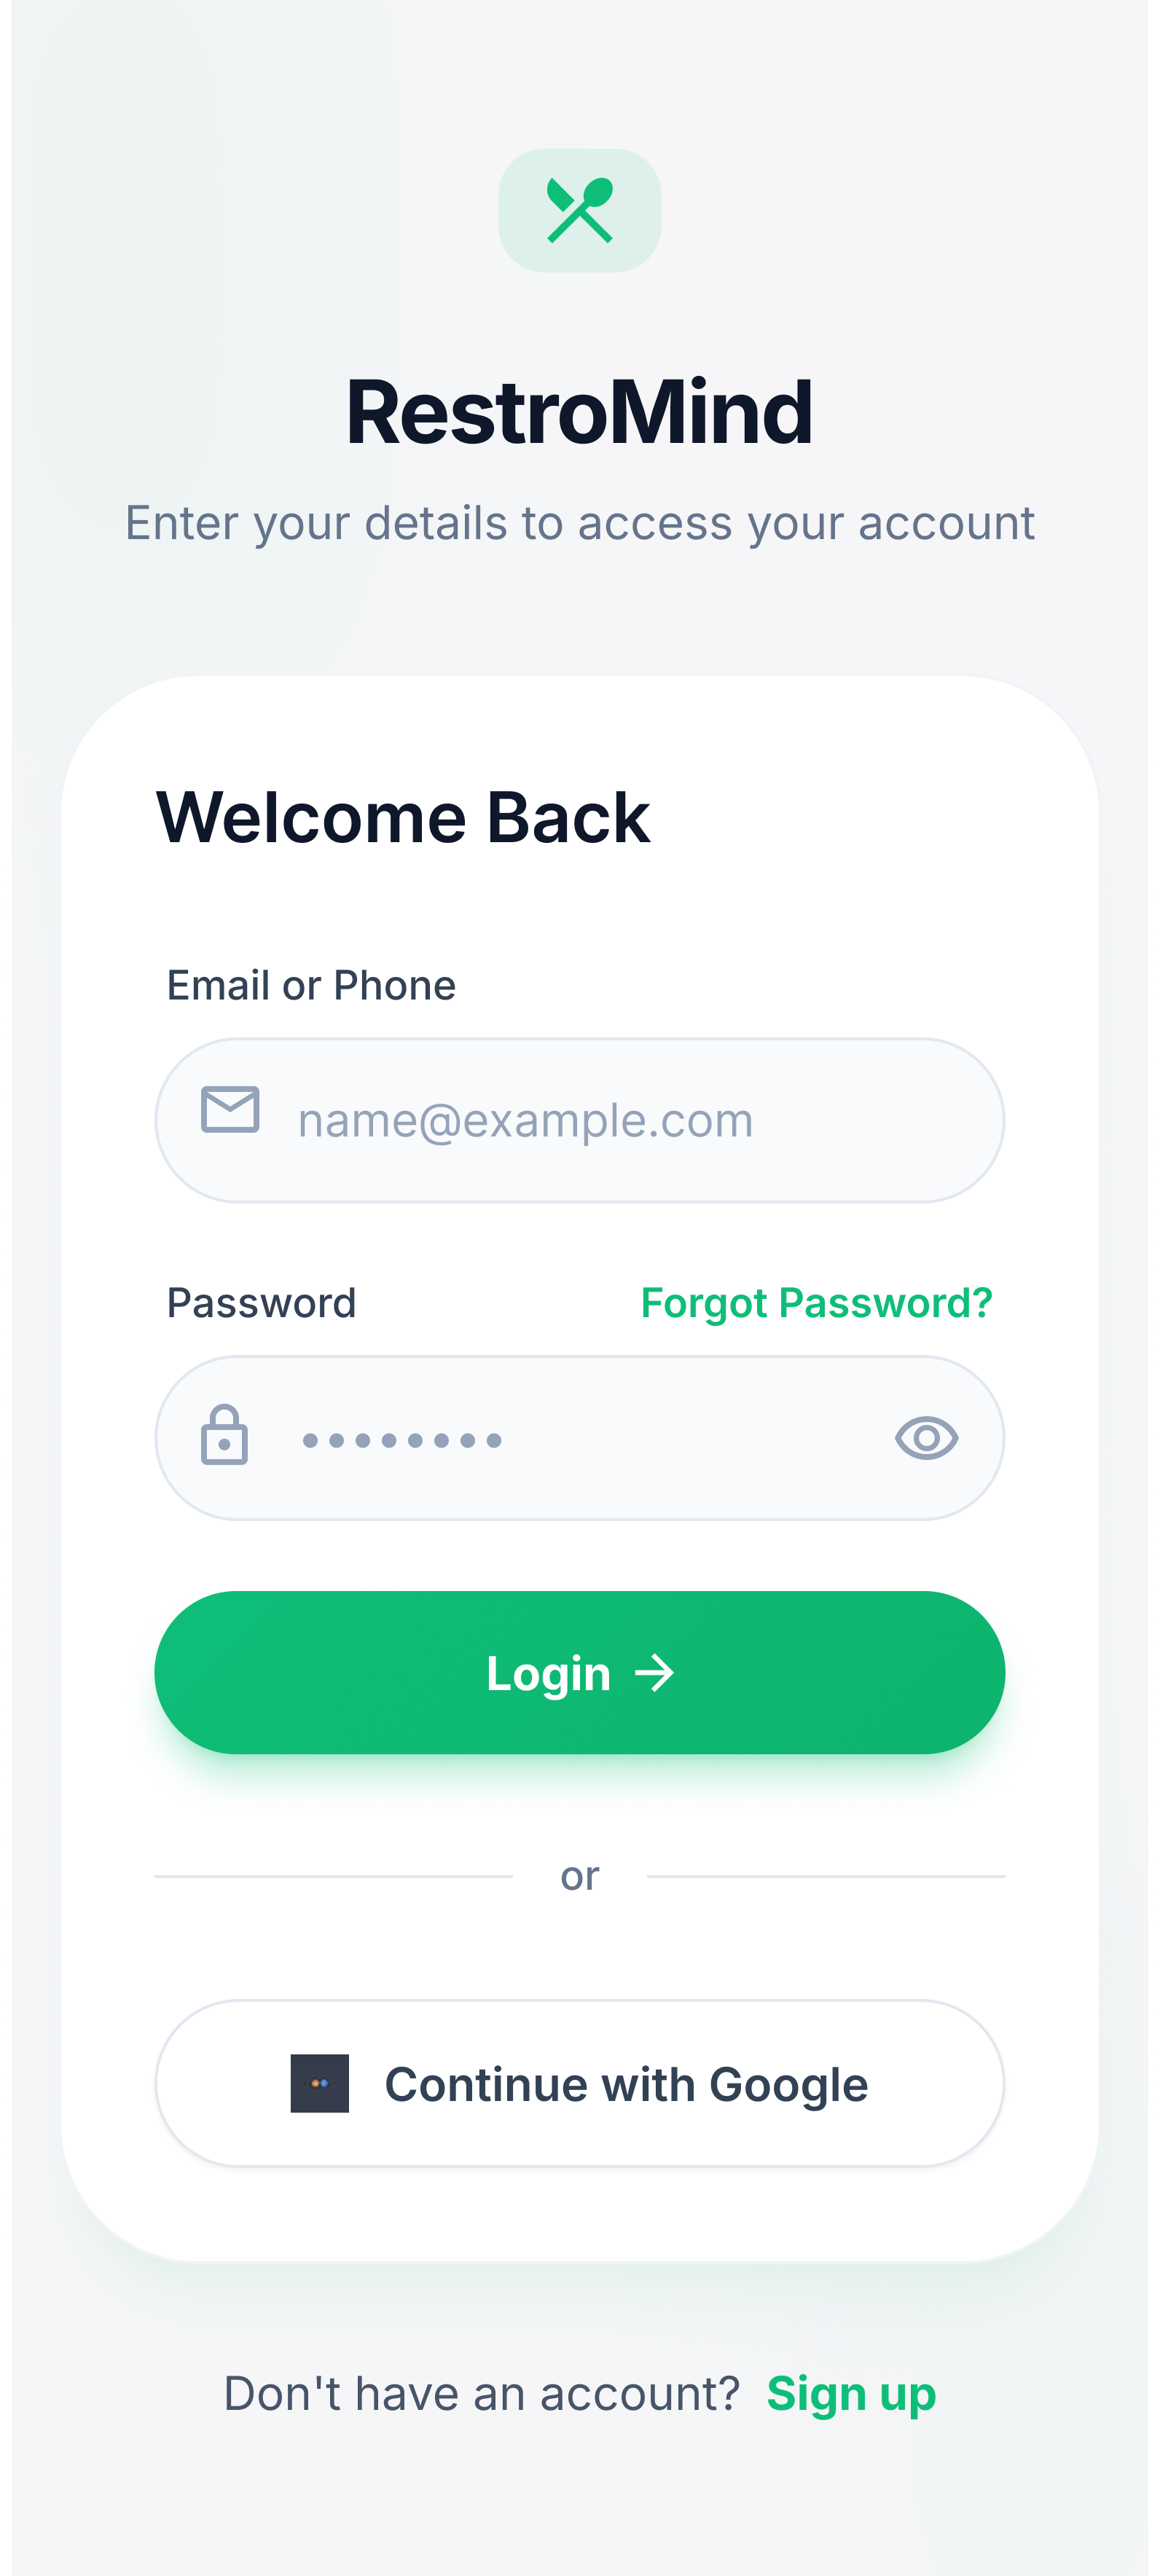 RestroMind
Enter your details to access your account
Welcome Back
Email or Phone
name@example.com
Password Forgot Password?
••••••••
Login →
or
Continue with Google
Don't have an account? Sign up